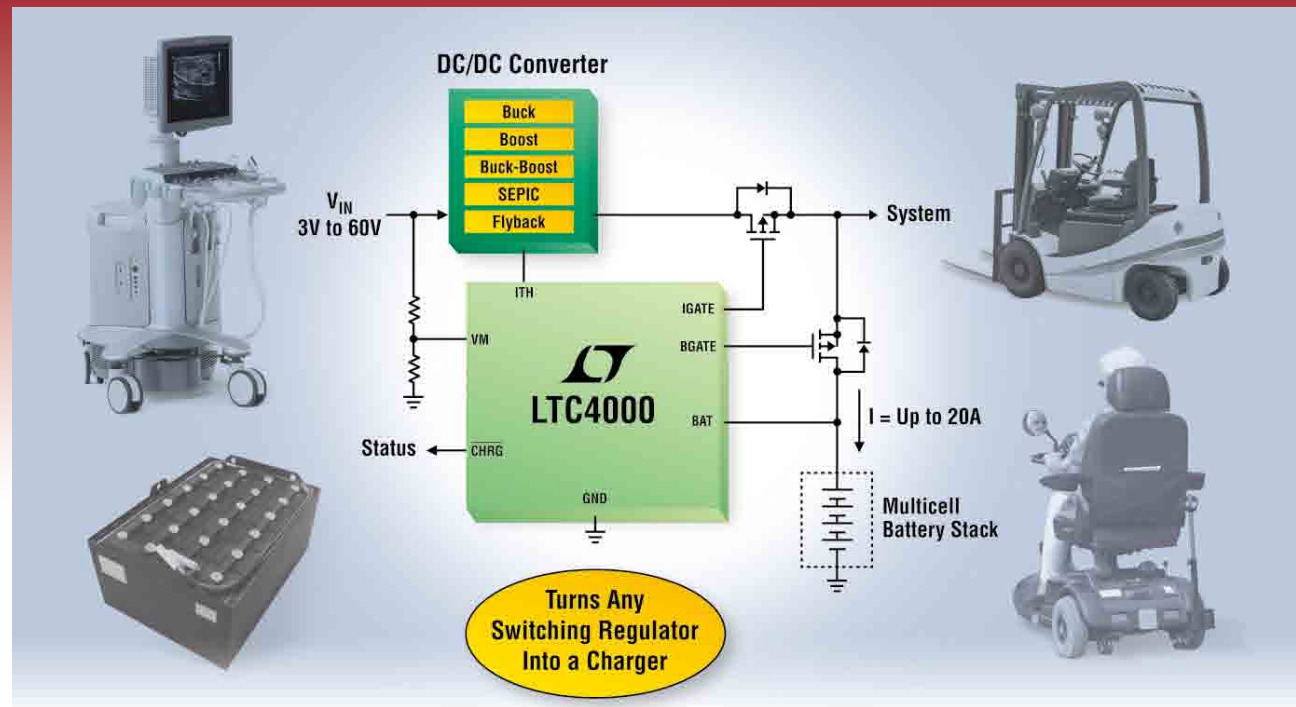 DC/DC Converter
Buck
Boost
Buck-Boost
SEPIC
Flyback
VIN
3V to 60V
System
ITH
IGATE
VM
BGATE
LTC4000
BAT
I = Up to 20A
Status
CHRG
GND
Multicell
Battery Stack
Turns Any
Switching Regulator
Into a Charger